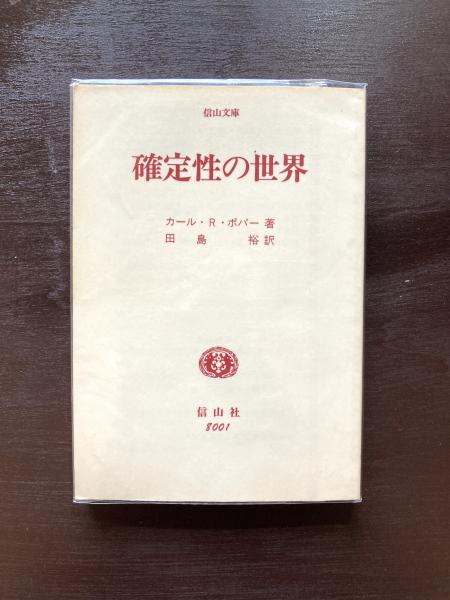 信山文庫
確定性の世界
カール・R・ポパー著
田島 裕訳
信山社
8001